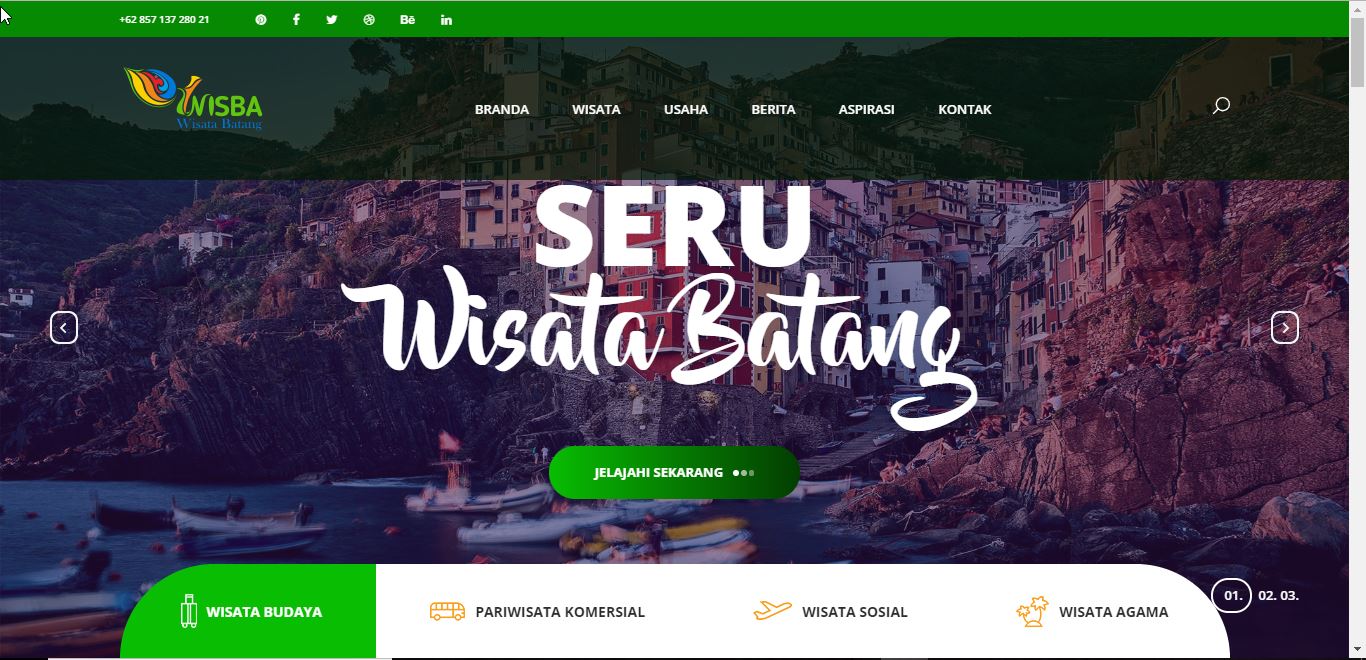 +62 857 137 280 21
Bē
in
WISBA
Wisata Batang
BRANDA WISATA USAHA BERITA ASPIRASI KONTAK
SERU
Wisata Batang
JELAJAHI SEKARANG
WISATA BUDAYA PARIWISATA KOMERSIAL WISATA SOSIAL WISATA AGAMA
01. 02. 03.